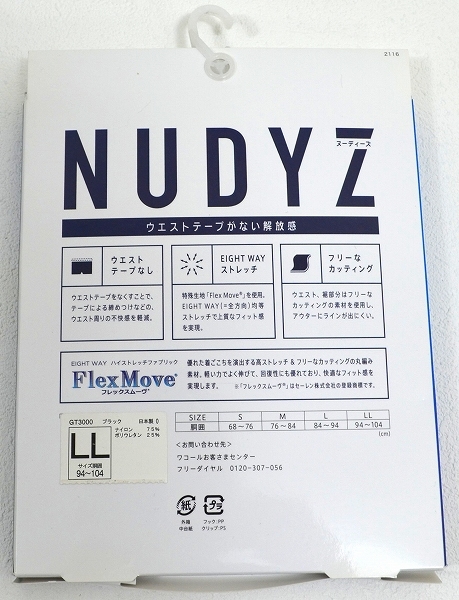 2116
NUDYZ
ヌーディーズ
ウエストテープがない解放感
ウエスト
テープなし
ウエストテープをなくすことで、
テープによる締めつけなどの、
ウエスト周りの不快感を軽減。
EIGHT WAY
ストレッチ
特殊生地「Flex Move®」を使用。
EIGHT WAY(=全方向)均等
ストレッチで上質なフィット感
を実現。
フリーな
カッティング
ウエスト、裾部分はフリーな
カッティングの素材を使用し、
アウターにラインが出にくい。
EIGHT WAY ハイストレッチファブリック
FlexMove®
フレックスムーヴ®
優れた着ごこちを演出する高ストレッチ & フリーなカッティングの丸編み
素材。軽い力でよく伸びて、回復性にも優れており、快適なフィット感を
実現します。 ※「フレックスムーヴ®」はセーレン株式会社の登録商標です。
GT3000 ブラック 日本製 Q
LL
ナイロン 75%
ポリウレタン 25%
サイズ胴囲
94~104
SIZE S M L LL
胴囲 68~76 76~84 84~94 94~104
(cm)
<お問い合わせ先>
ワコールお客さまセンター
フリーダイヤル 0120-307-056
紙
プラ
外箱
中台紙
フック:PP
クリップ:PS